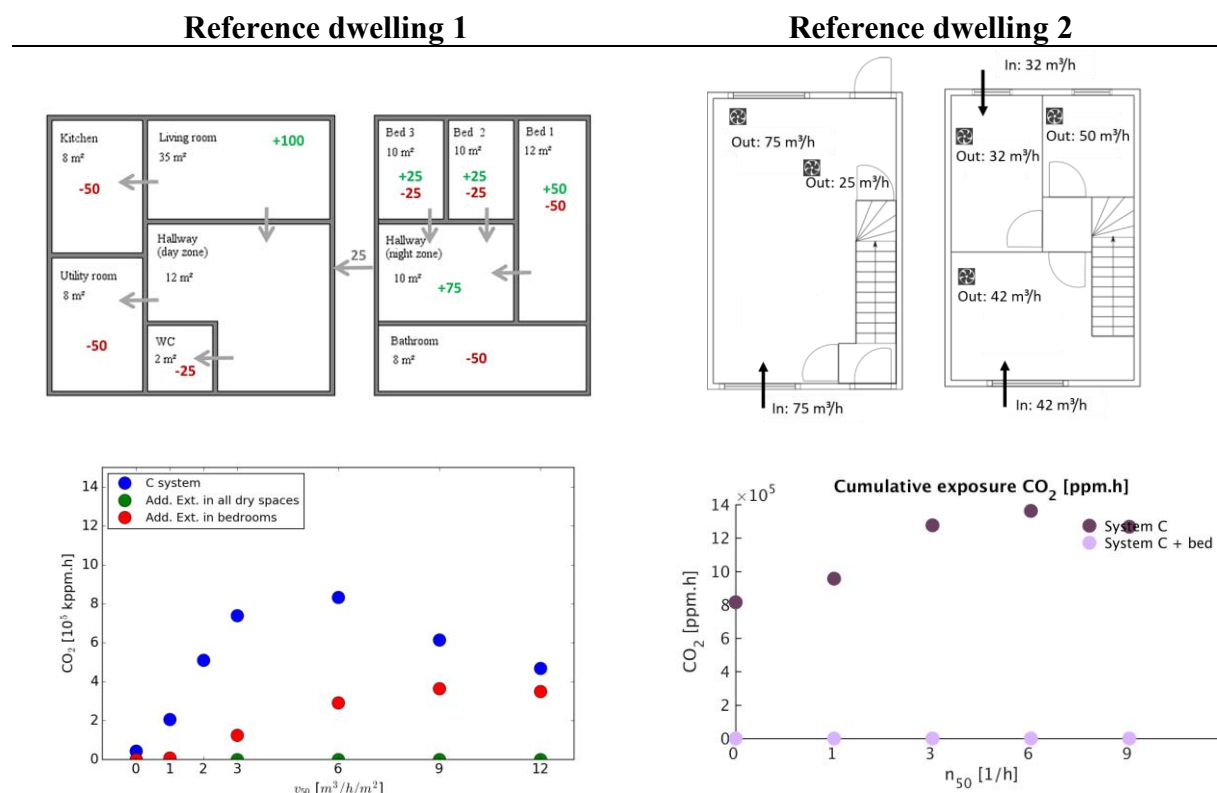 Reference dwelling 1
Reference dwelling 2
Kitchen
8 m²
-50
Living room
35 m²
+100
Hallway
(day zone)
12 m²
Utility room
8 m²
-50
WC
2 m²
-25
25
Bed 3
10 m²
+25
-25
Bed 2
10 m²
+25
-25
Bed 1
12 m²
+50
-50
Hallway
(night zone)
10 m²
+75
Bathroom
8 m²
-50
Out: 75 m³/h
Out: 25 m³/h
In: 75 m³/h
In: 32 m³/h
Out: 50 m³/h
Out: 32 m³/h
Out: 42 m³/h
In: 42 m³/h
C system
Add. Ext. in all dry spaces
Add. Ext. in bedrooms
CO₂ [10⁵ kppm.h]
14
12
10
8
6
4
2
0
0 1 2 3 6 9 12
v₅₀ [m³/h/m²]
Cumulative exposure CO₂ [ppm.h]
×10⁵
14
12
10
8
6
4
2
0
CO₂ [ppm.h]
System C
System C + bed
0 1 3 6 9
n₅₀ [1/h]